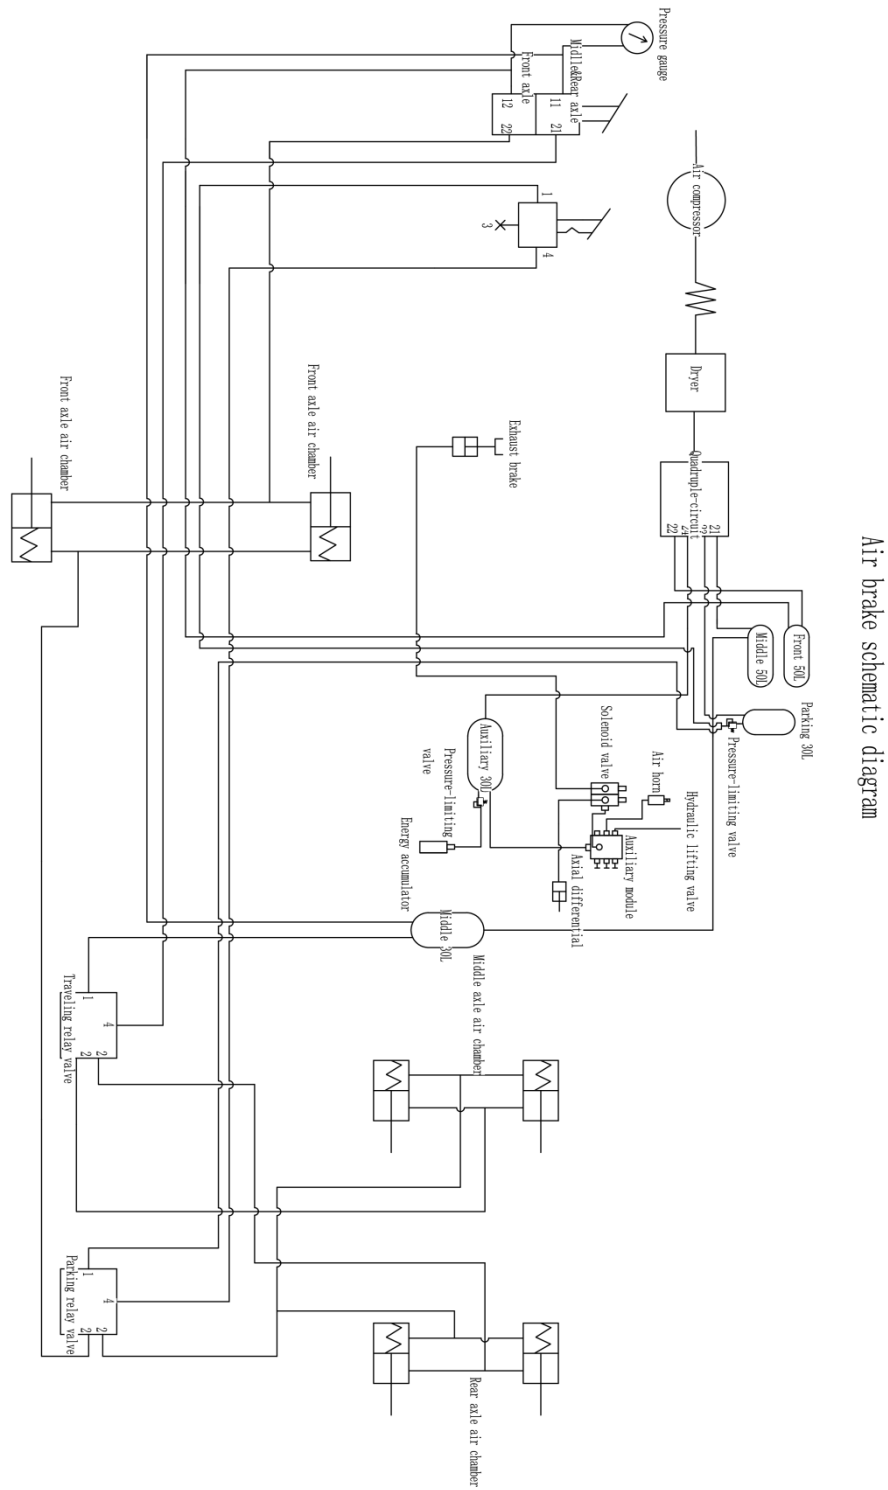 Air brake schematic diagram
Parking 30L
Front 50L
Middle 50L
Pressure-limiting valve
21
Air compressor
Dryer
Quadruple-circuit
24
22
Hydraulic lifting valve
Pressure gauge
Air horn
Auxiliary module
Solenoid valve
Axial differential
Midlle&Rear axle
11
21
1
4
Front axle
12
22
3
Exhaust brake
Auxiliary 30L
Pressure-limiting
valve
Energy accumulator
Middle 30L
Middle axle air chamber
Rear axle air chamber
Front axle air chamber
Front axle air chamber
4
2
1
2
Traveling relay valve
4
2
1
2
Parking relay valve